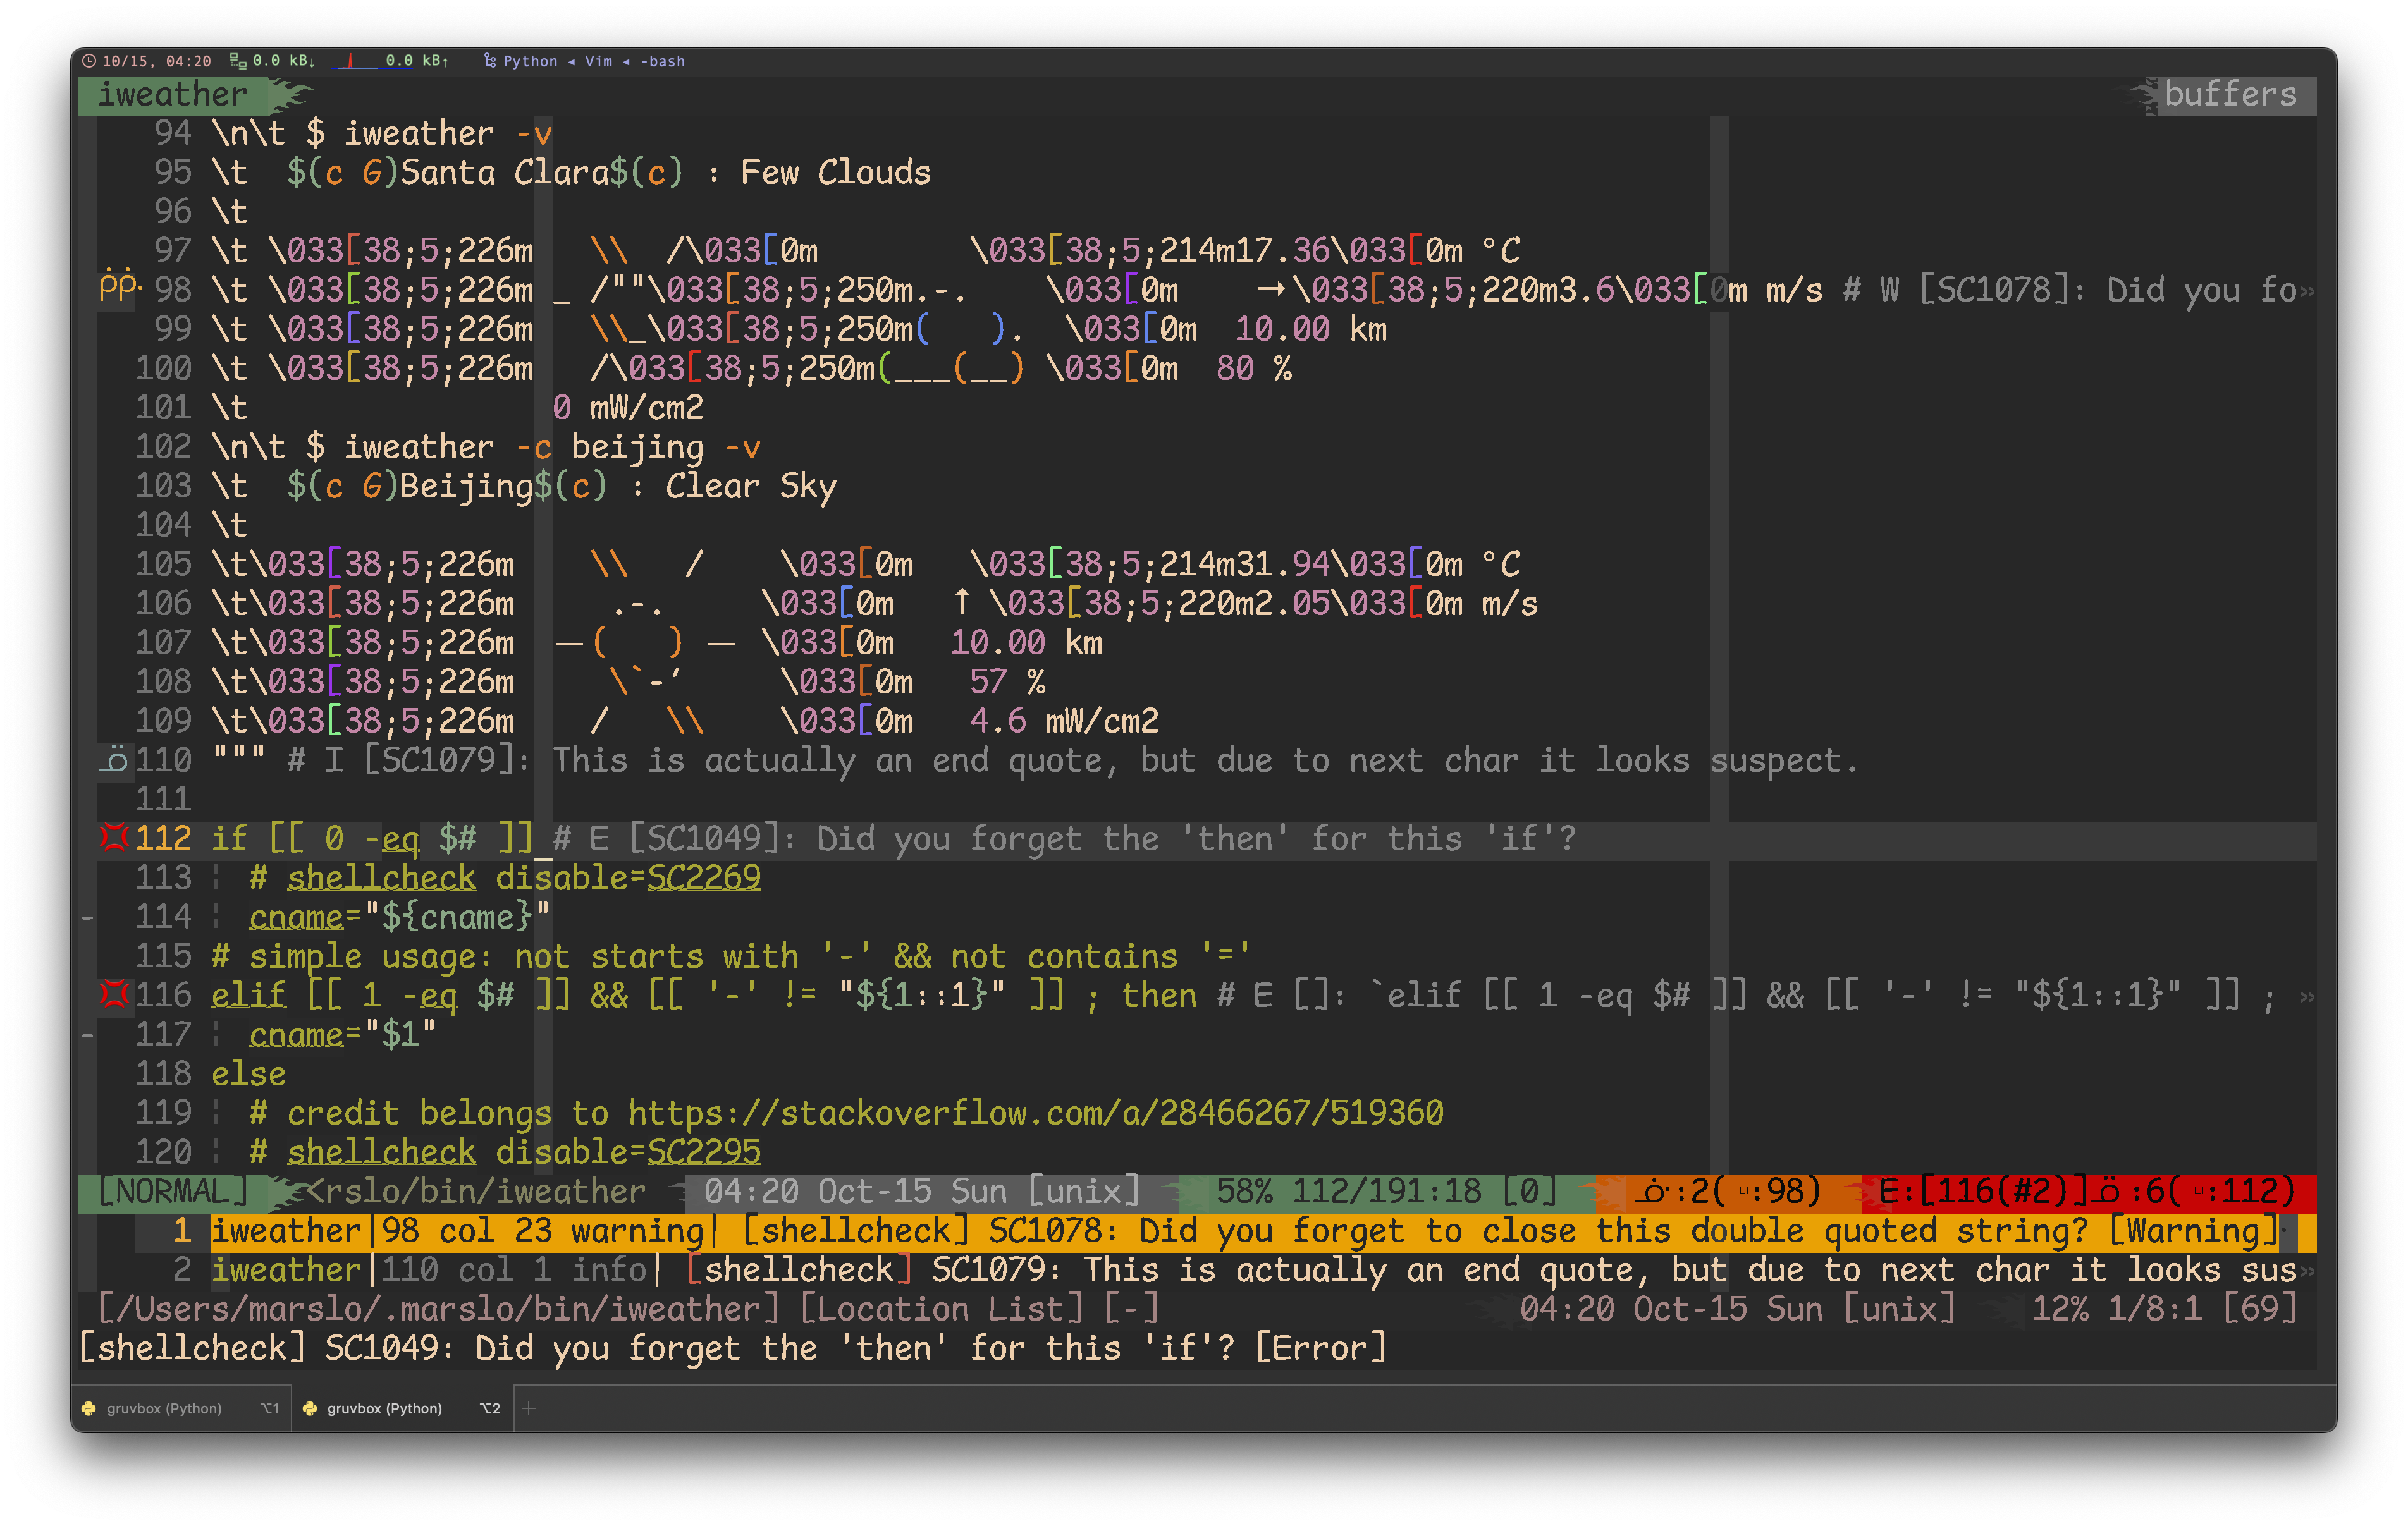 10/15, 04:20 0.0 kB↓ 0.0 kB↑ Python ◂ Vim ◂ -bash
iweather buffers
94 \n\t $ iweather -v
95 \t  $(c G)Santa Clara$(c) : Few Clouds
96 \t
97 \t \033[38;5;226m   \\  /\033[0m        \033[38;5;214m17.36\033[0m °C
98 \t \033[38;5;226m _ /""\033[38;5;250m.-.    \033[0m    →\033[38;5;220m3.6\033[0m m/s # W [SC1078]: Did you fo»
99 \t \033[38;5;226m   \\_\033[38;5;250m(   ).  \033[0m  10.00 km
100 \t \033[38;5;226m   /\033[38;5;250m(___(__) \033[0m  80 %
101 \t                0 mW/cm2
102 \n\t $ iweather -c beijing -v
103 \t  $(c G)Beijing$(c) : Clear Sky
104 \t
105 \t\033[38;5;226m    \\   /    \033[0m   \033[38;5;214m31.94\033[0m °C
106 \t\033[38;5;226m     .-.     \033[0m   ↑ \033[38;5;220m2.05\033[0m m/s
107 \t\033[38;5;226m  ―(   ) ―  \033[0m   10.00 km
108 \t\033[38;5;226m     \`-’     \033[0m   57 %
109 \t\033[38;5;226m    /   \\    \033[0m   4.6 mW/cm2
110 """ # I [SC1079]: This is actually an end quote, but due to next char it looks suspect.
111
112 if [[ 0 -eq $# ]] # E [SC1049]: Did you forget the 'then' for this 'if'?
113 ¦ # shellcheck disable=SC2269
- 114 ¦ cname="${cname}"
115 # simple usage: not starts with '-' && not contains '='
116 elif [[ 1 -eq $# ]] && [[ '-' != "${1::1}" ]] ; then # E []: `elif [[ 1 -eq $# ]] && [[ '-' != "${1::1}" ]] ; »
- 117 ¦ cname="$1"
118 else
119 ¦ # credit belongs to https://stackoverflow.com/a/28466267/519360
120 ¦ # shellcheck disable=SC2295
[NORMAL] <rslo/bin/iweather 04:20 Oct-15 Sun [unix] 58% 112/191:18 [0] :2( LF:98) E:[116(#2)] :6( LF:112)
1 iweather|98 col 23 warning| [shellcheck] SC1078: Did you forget to close this double quoted string? [Warning]
2 iweather|110 col 1 info| [shellcheck] SC1079: This is actually an end quote, but due to next char it looks sus»
[/Users/marslo/.marslo/bin/iweather] [Location List] [-] 04:20 Oct-15 Sun [unix] 12% 1/8:1 [69]
[shellcheck] SC1049: Did you forget the 'then' for this 'if'? [Error]
gruvbox (Python) ⌥1 gruvbox (Python) ⌥2 +